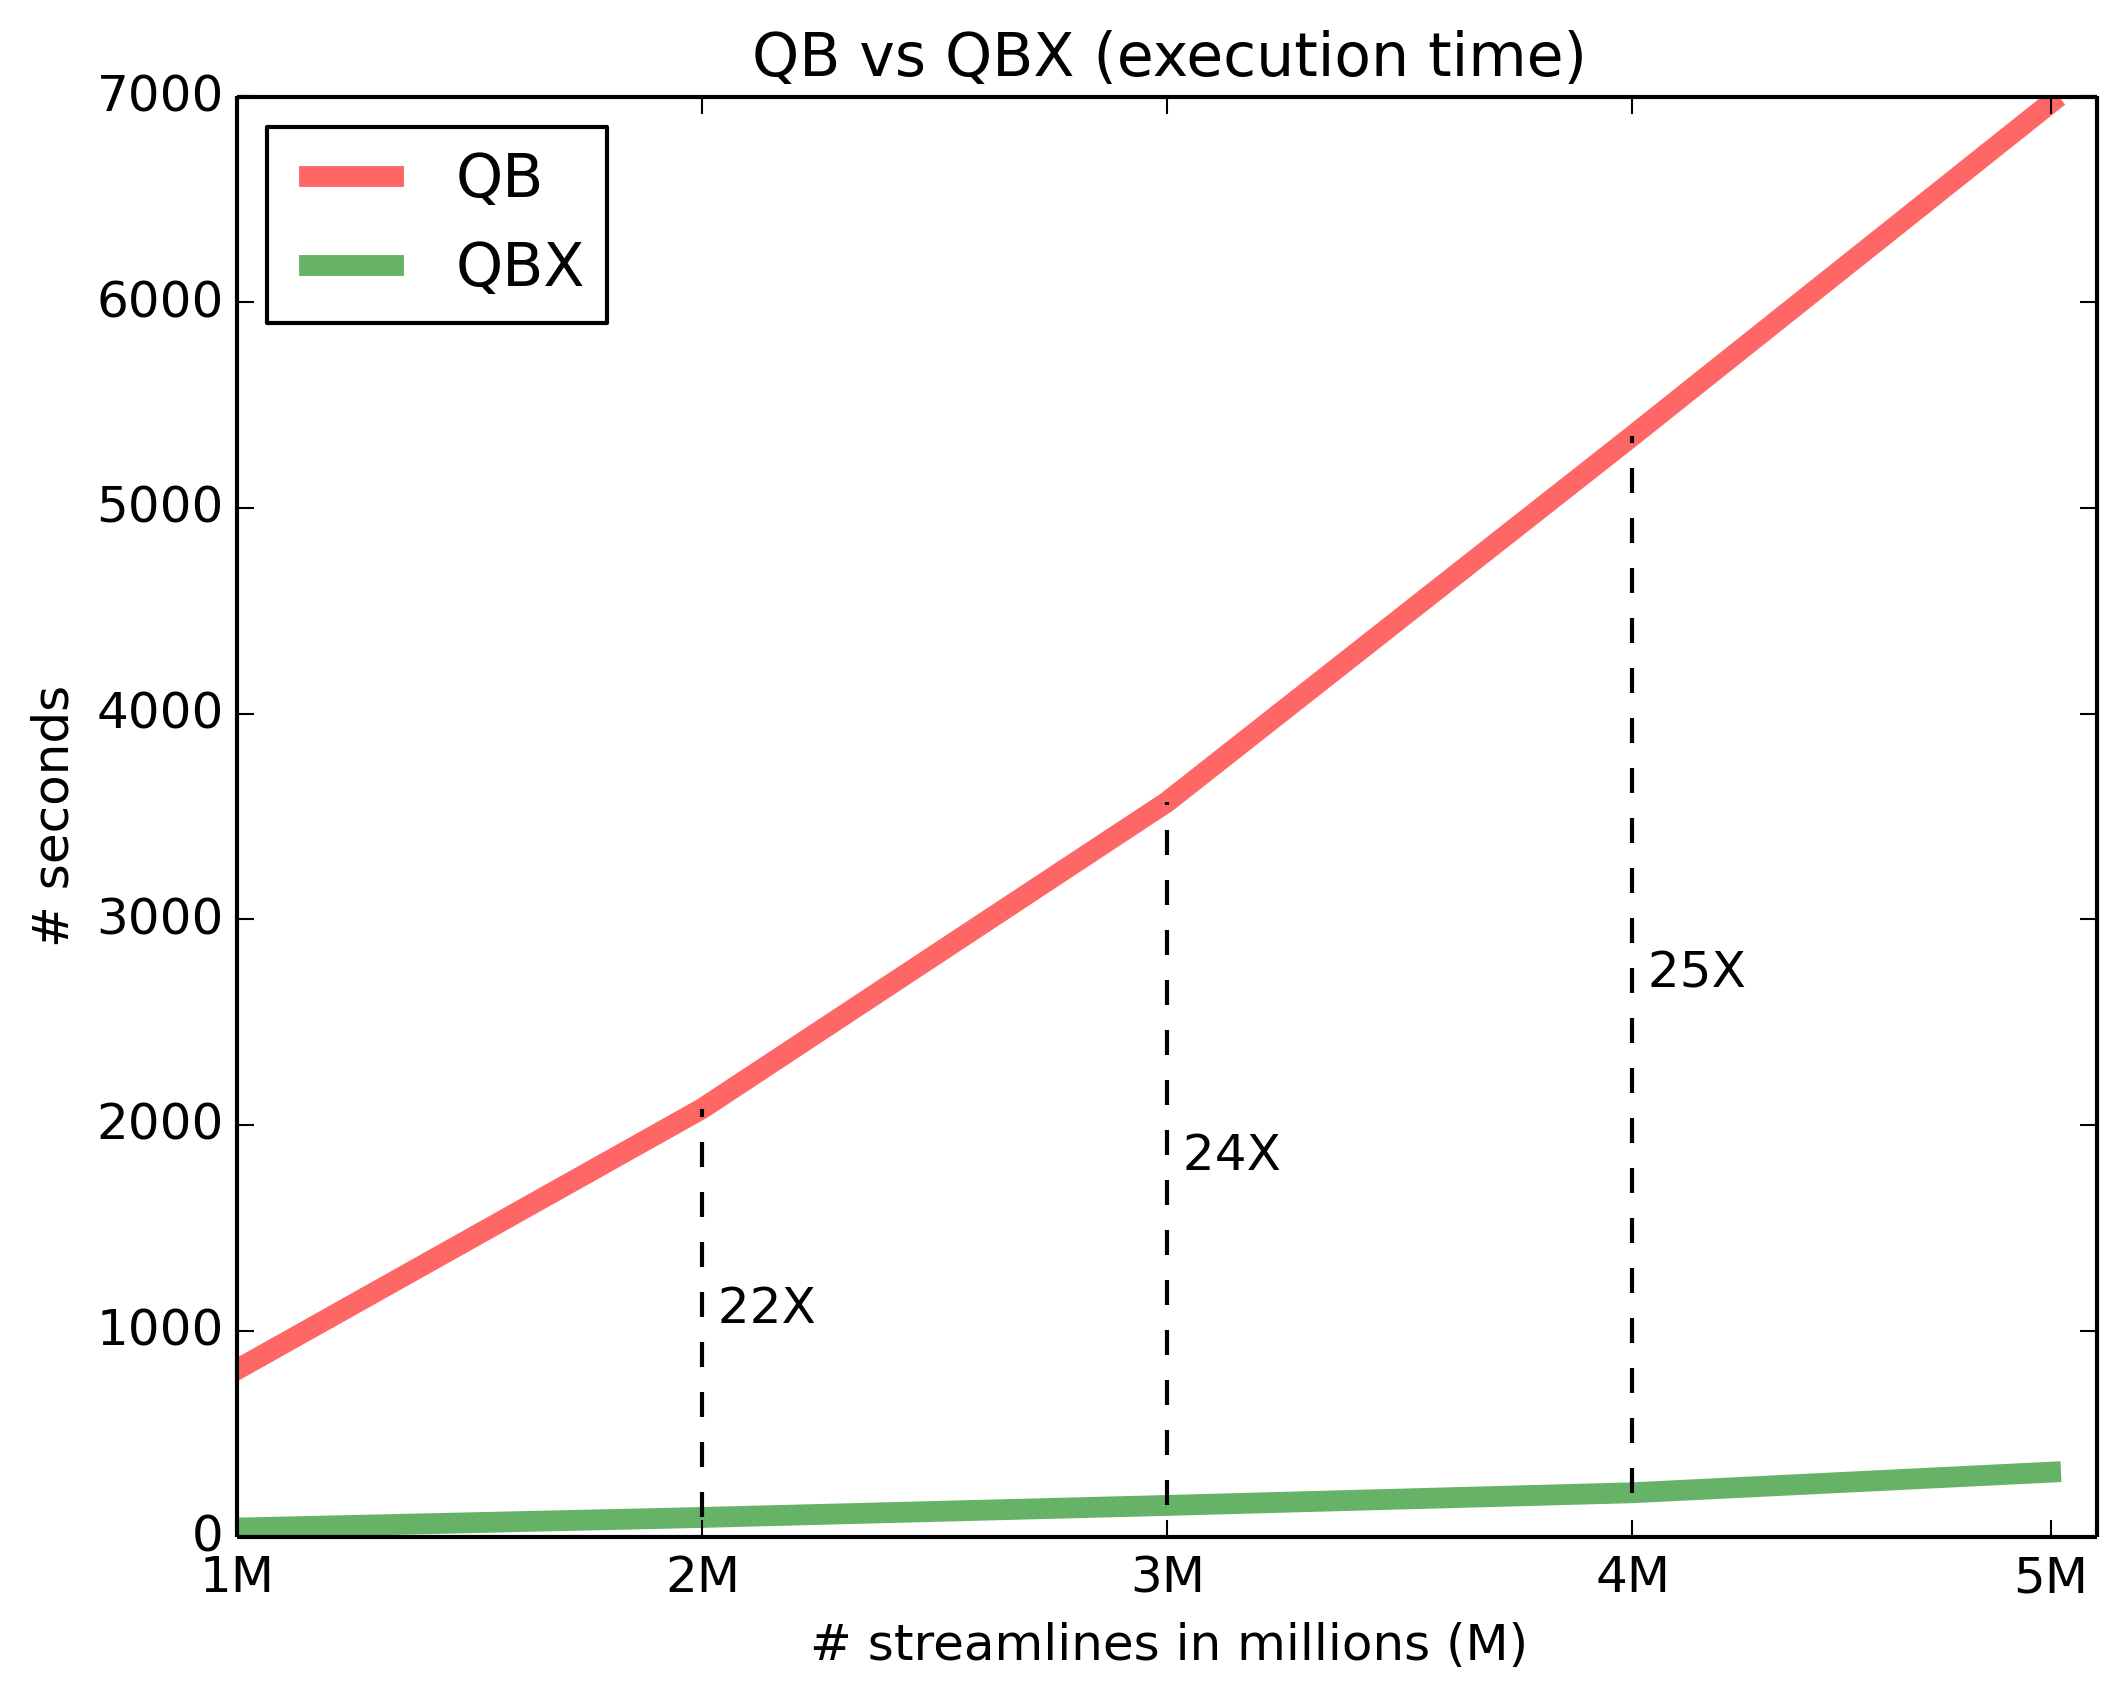 QB vs QBX (execution time)
7000
QB
QBX
6000
5000
4000
# seconds
3000
25X
24X
2000
22X
1000
0
1M 2M 3M 4M 5M
# streamlines in millions (M)